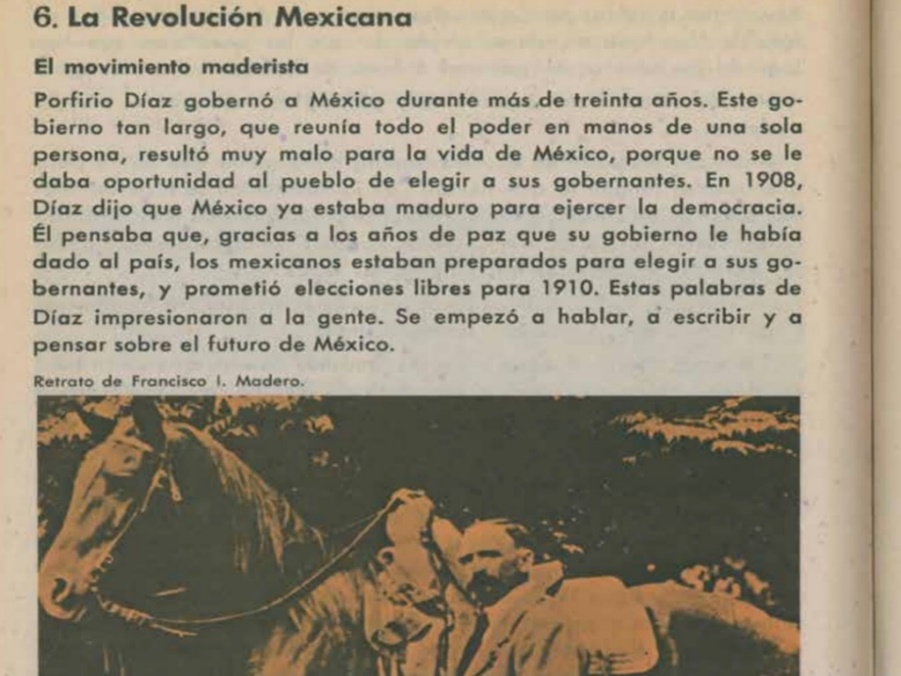 6. La Revolución Mexicana
El movimiento maderista
Porfirio Díaz gobernó a México durante más de treinta años. Este go-
bierno tan largo, que reunía todo el poder en manos de una sola
persona, resultó muy malo para la vida de México, porque no se le
daba oportunidad al pueblo de elegir a sus gobernantes. En 1908,
Díaz dijo que México ya estaba maduro para ejercer la democracia.
Él pensaba que, gracias a los años de paz que su gobierno le había
dado al país, los mexicanos estaban preparados para elegir a sus go-
bernantes, y prometió elecciones libres para 1910. Estas palabras de
Díaz impresionaron a la gente. Se empezó a hablar, a escribir y a
pensar sobre el futuro de México.
Retrato de Francisco I. Madero.